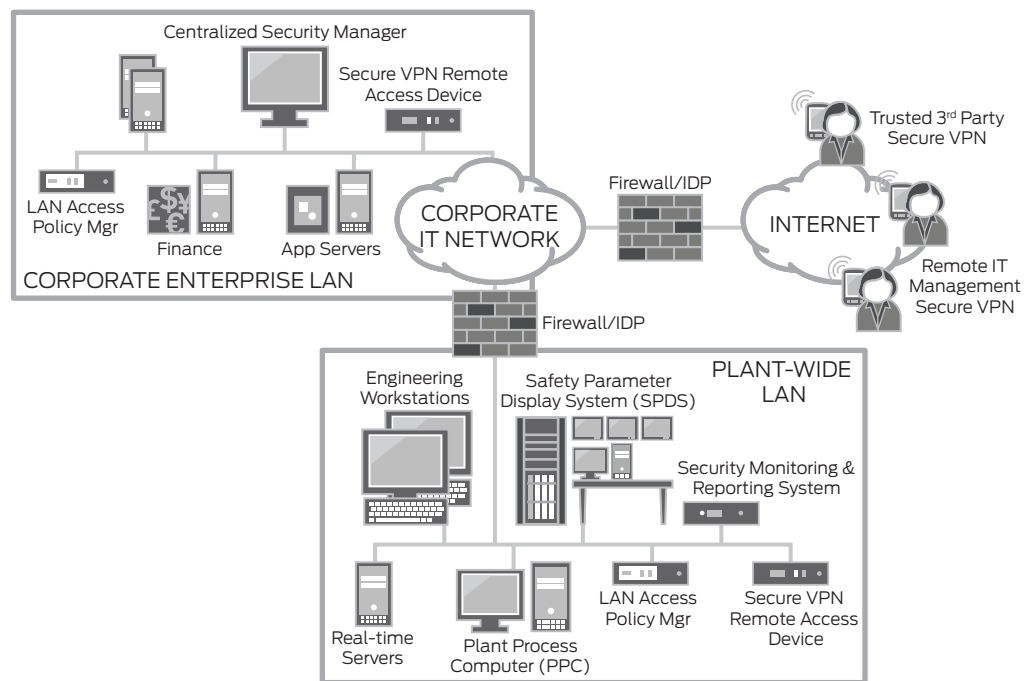 Centralized Security Manager
Secure VPN Remote
Access Device
LAN Access
Policy Mgr
£$¥
€
Finance
App Servers
CORPORATE
IT NETWORK
CORPORATE ENTERPRISE LAN
Firewall/IDP
INTERNET
Trusted 3rd Party
Secure VPN
Remote IT
Management
Secure VPN
Firewall/IDP
PLANT-WIDE
LAN
Engineering
Workstations
Safety Parameter
Display System (SPDS)
Security Monitoring &
Reporting System
Real-time
Servers
Plant Process
Computer (PPC)
LAN Access
Policy Mgr
Secure VPN
Remote Access
Device